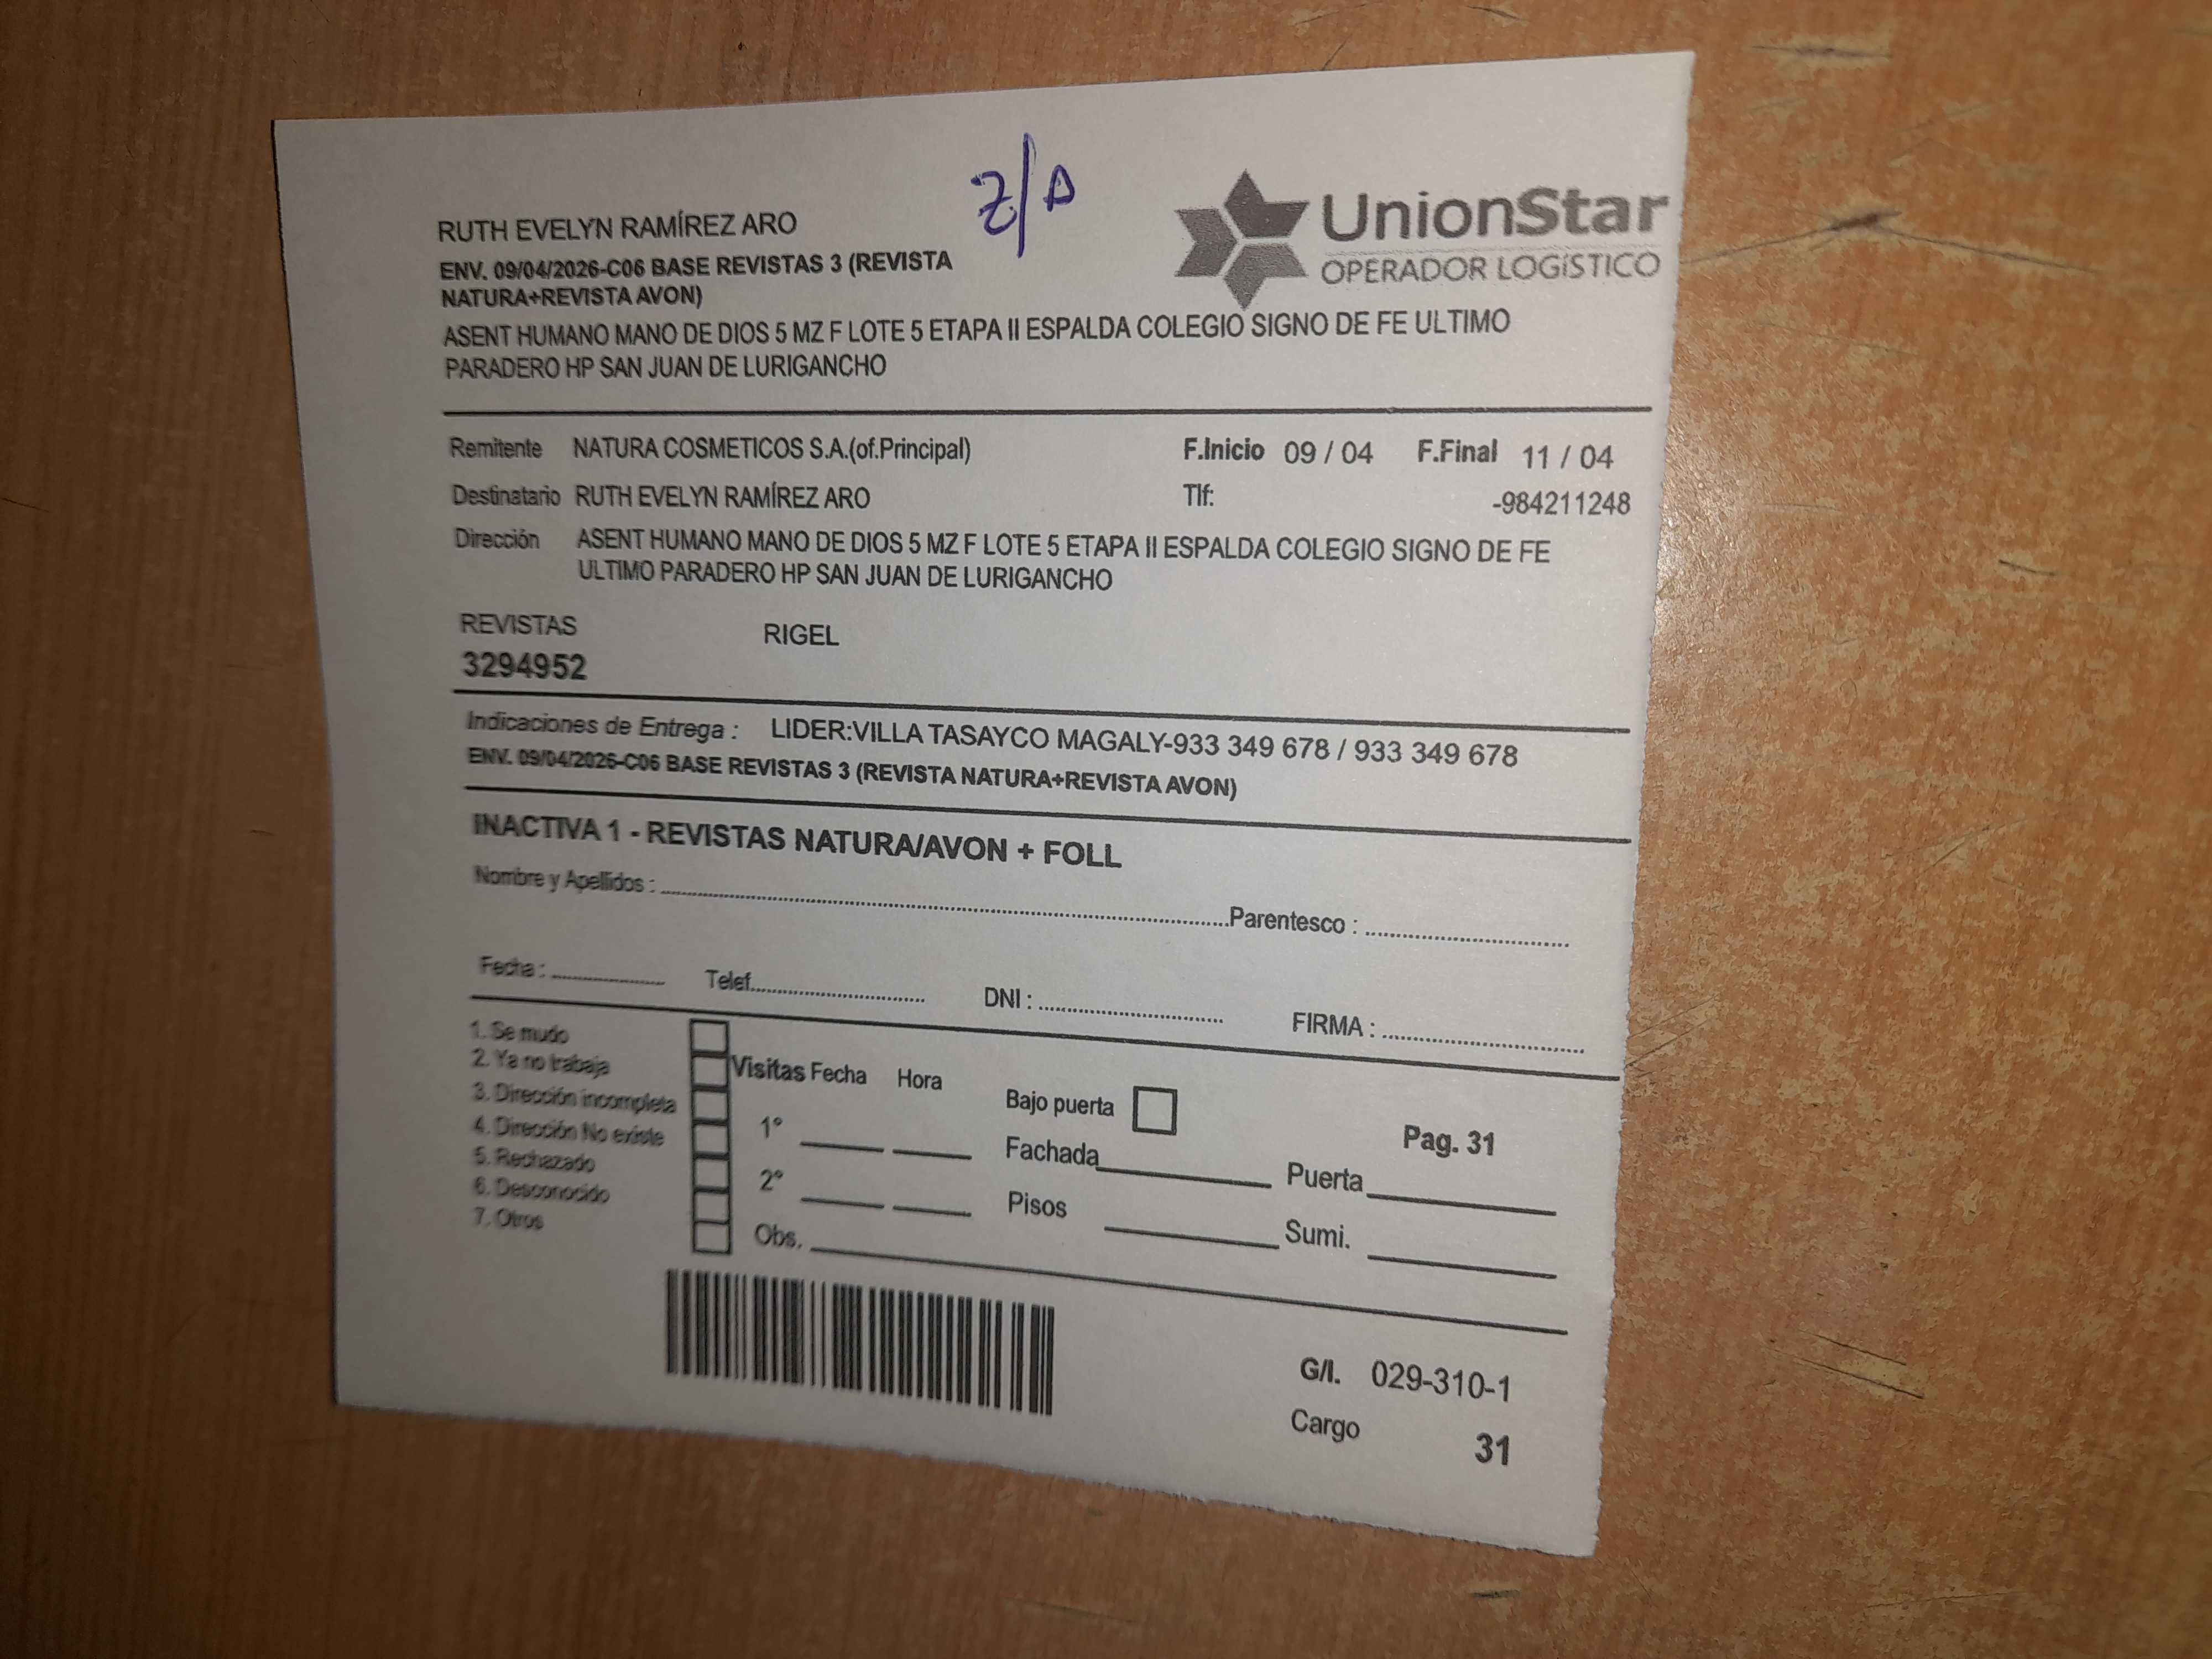 Z/A
RUTH EVELYN RAMÍREZ ARO
UnionStar
OPERADOR LOGíSTICO
ENV. 09/04/2026-C06 BASE REVISTAS 3 (REVISTA
NATURA+REVISTA AVON)
ASENT HUMANO MANO DE DIOS 5 MZ F LOTE 5 ETAPA II ESPALDA COLEGIO SIGNO DE FE ULTIMO
PARADERO HP SAN JUAN DE LURIGANCHO
Remitente NATURA COSMETICOS S.A.(of.Principal) F.Inicio 09 / 04 F.Final 11 / 04
Destinatario RUTH EVELYN RAMÍREZ ARO Tlf: -984211248
Dirección ASENT HUMANO MANO DE DIOS 5 MZ F LOTE 5 ETAPA II ESPALDA COLEGIO SIGNO DE FE
ULTIMO PARADERO HP SAN JUAN DE LURIGANCHO
REVISTAS RIGEL
3294952
Indicaciones de Entrega : LIDER:VILLA TASAYCO MAGALY-933 349 678 / 933 349 678
ENV. 09/04/2026-C06 BASE REVISTAS 3 (REVISTA NATURA+REVISTA AVON)
INACTIVA 1 - REVISTAS NATURA/AVON + FOLL
Nombre y Apellidos : Parentesco :
Fecha : Telef. DNI : FIRMA :
1. Se mudo
2. Ya no trabaja
3. Dirección incompleta
4. Dirección No existe
5. Rechazado
6. Desconocido
7. Otros
Visitas Fecha Hora
1°
2°
Obs.
Bajo puerta
Fachada
Pisos
Pag. 31
Puerta
Sumi.
G/I. 029-310-1
Cargo 31